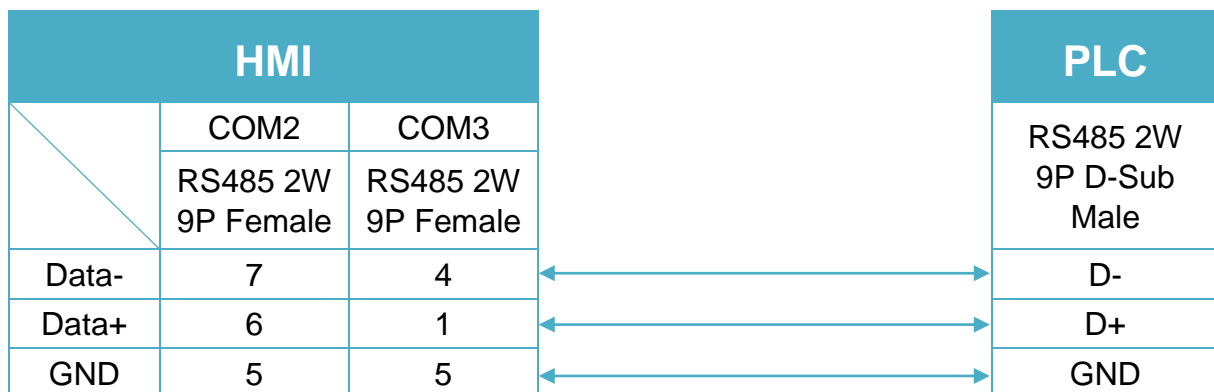 HMI
PLC
COM2 COM3
RS485 2W
9P Female
RS485 2W
9P Female
RS485 2W
9P D-Sub
Male
Data- 7 4 D-
Data+ 6 1 D+
GND 5 5 GND